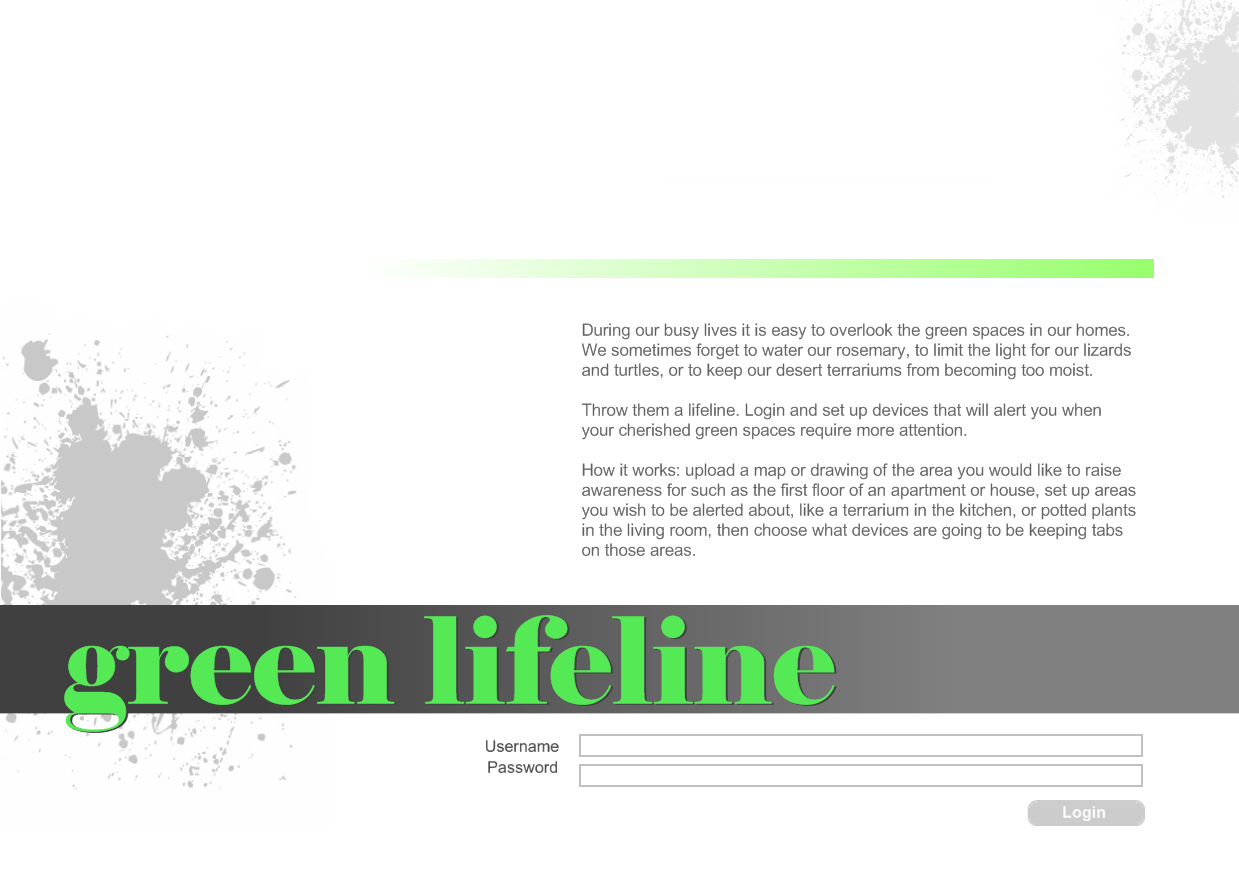 During our busy lives it is easy to overlook the green spaces in our homes.
We sometimes forget to water our rosemary, to limit the light for our lizards
and turtles, or to keep our desert terrariums from becoming too moist.
Throw them a lifeline. Login and set up devices that will alert you when
your cherished green spaces require more attention.
How it works: upload a map or drawing of the area you would like to raise
awareness for such as the first floor of an apartment or house, set up areas
you wish to be alerted about, like a terrarium in the kitchen, or potted plants
in the living room, then choose what devices are going to be keeping tabs
on those areas.
green lifeline
Username
Password
Login